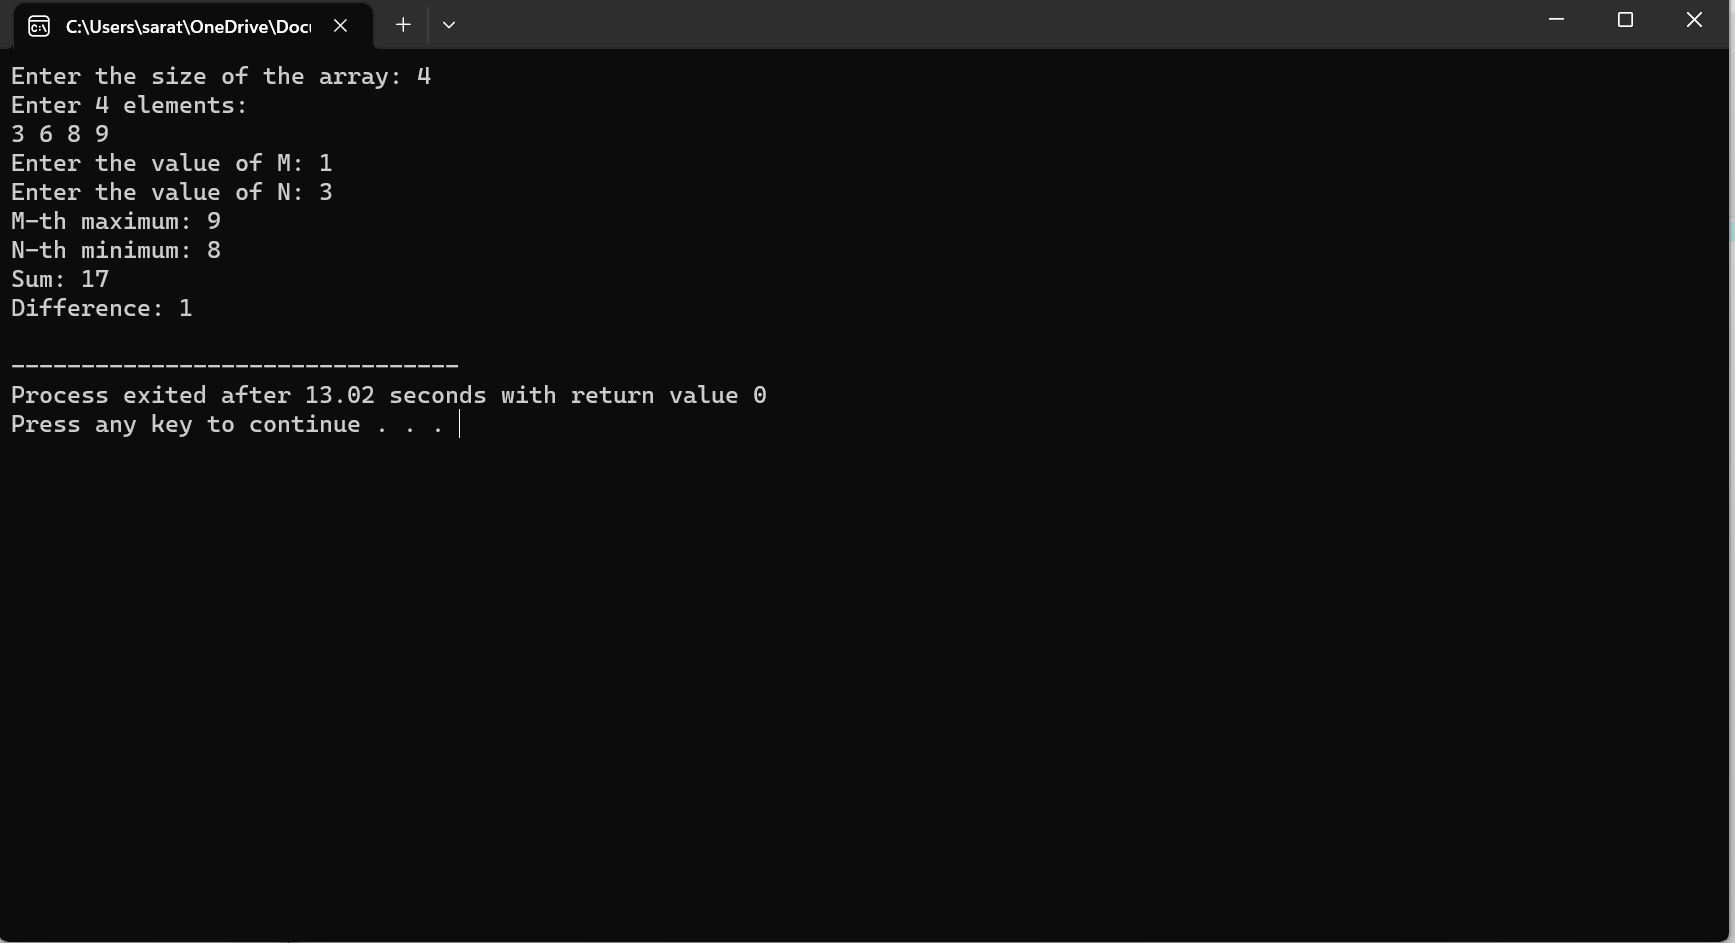 C:\Users\sarat\OneDrive\Docu
Enter the size of the array: 4
Enter 4 elements:
3 6 8 9
Enter the value of M: 1
Enter the value of N: 3
M-th maximum: 9
N-th minimum: 8
Sum: 17
Difference: 1
--------------------------------
Process exited after 13.02 seconds with return value 0
Press any key to continue . . .